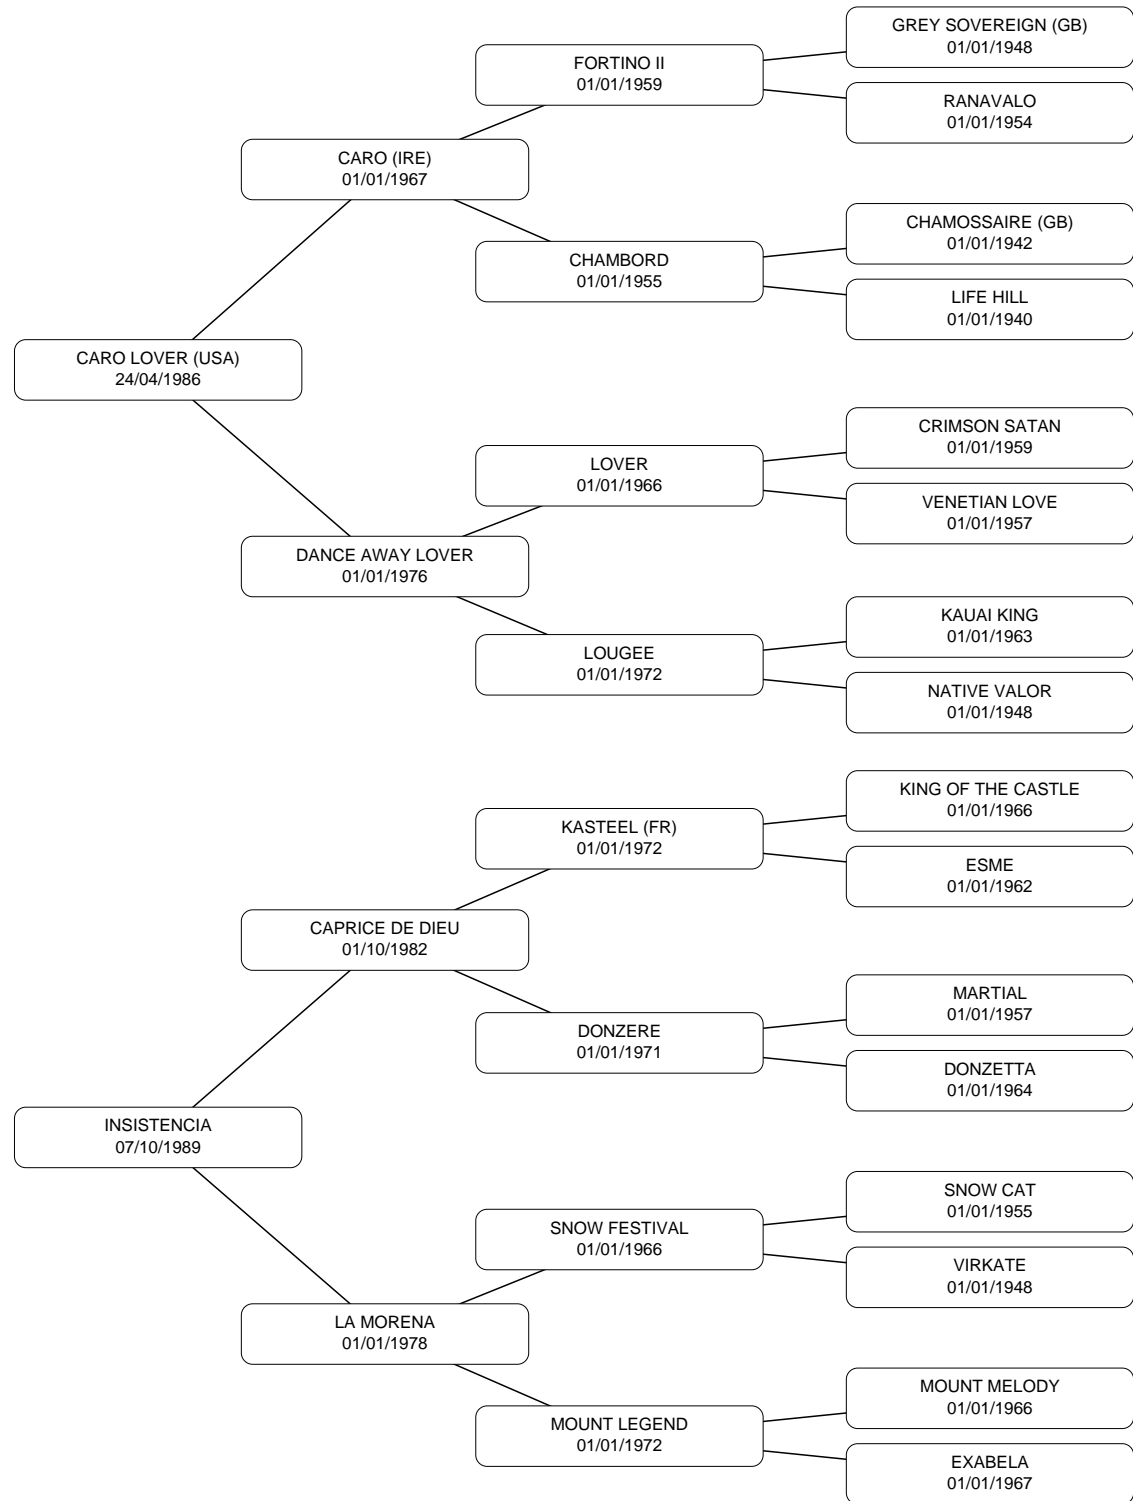 GREY SOVEREIGN (GB)
01/01/1948
FORTINO II
01/01/1959
RANAVALO
01/01/1954
CARO (IRE)
01/01/1967
CHAMOSSAIRE (GB)
01/01/1942
CHAMBORD
01/01/1955
LIFE HILL
01/01/1940
CARO LOVER (USA)
24/04/1986
CRIMSON SATAN
01/01/1959
LOVER
01/01/1966
VENETIAN LOVE
01/01/1957
DANCE AWAY LOVER
01/01/1976
KAUAI KING
01/01/1963
LOUGEE
01/01/1972
NATIVE VALOR
01/01/1948
KING OF THE CASTLE
01/01/1966
KASTEEL (FR)
01/01/1972
ESME
01/01/1962
CAPRICE DE DIEU
01/10/1982
MARTIAL
01/01/1957
DONZERE
01/01/1971
DONZETTA
01/01/1964
INSISTENCIA
07/10/1989
SNOW CAT
01/01/1955
SNOW FESTIVAL
01/01/1966
VIRKATE
01/01/1948
LA MORENA
01/01/1978
MOUNT MELODY
01/01/1966
MOUNT LEGEND
01/01/1972
EXABELA
01/01/1967